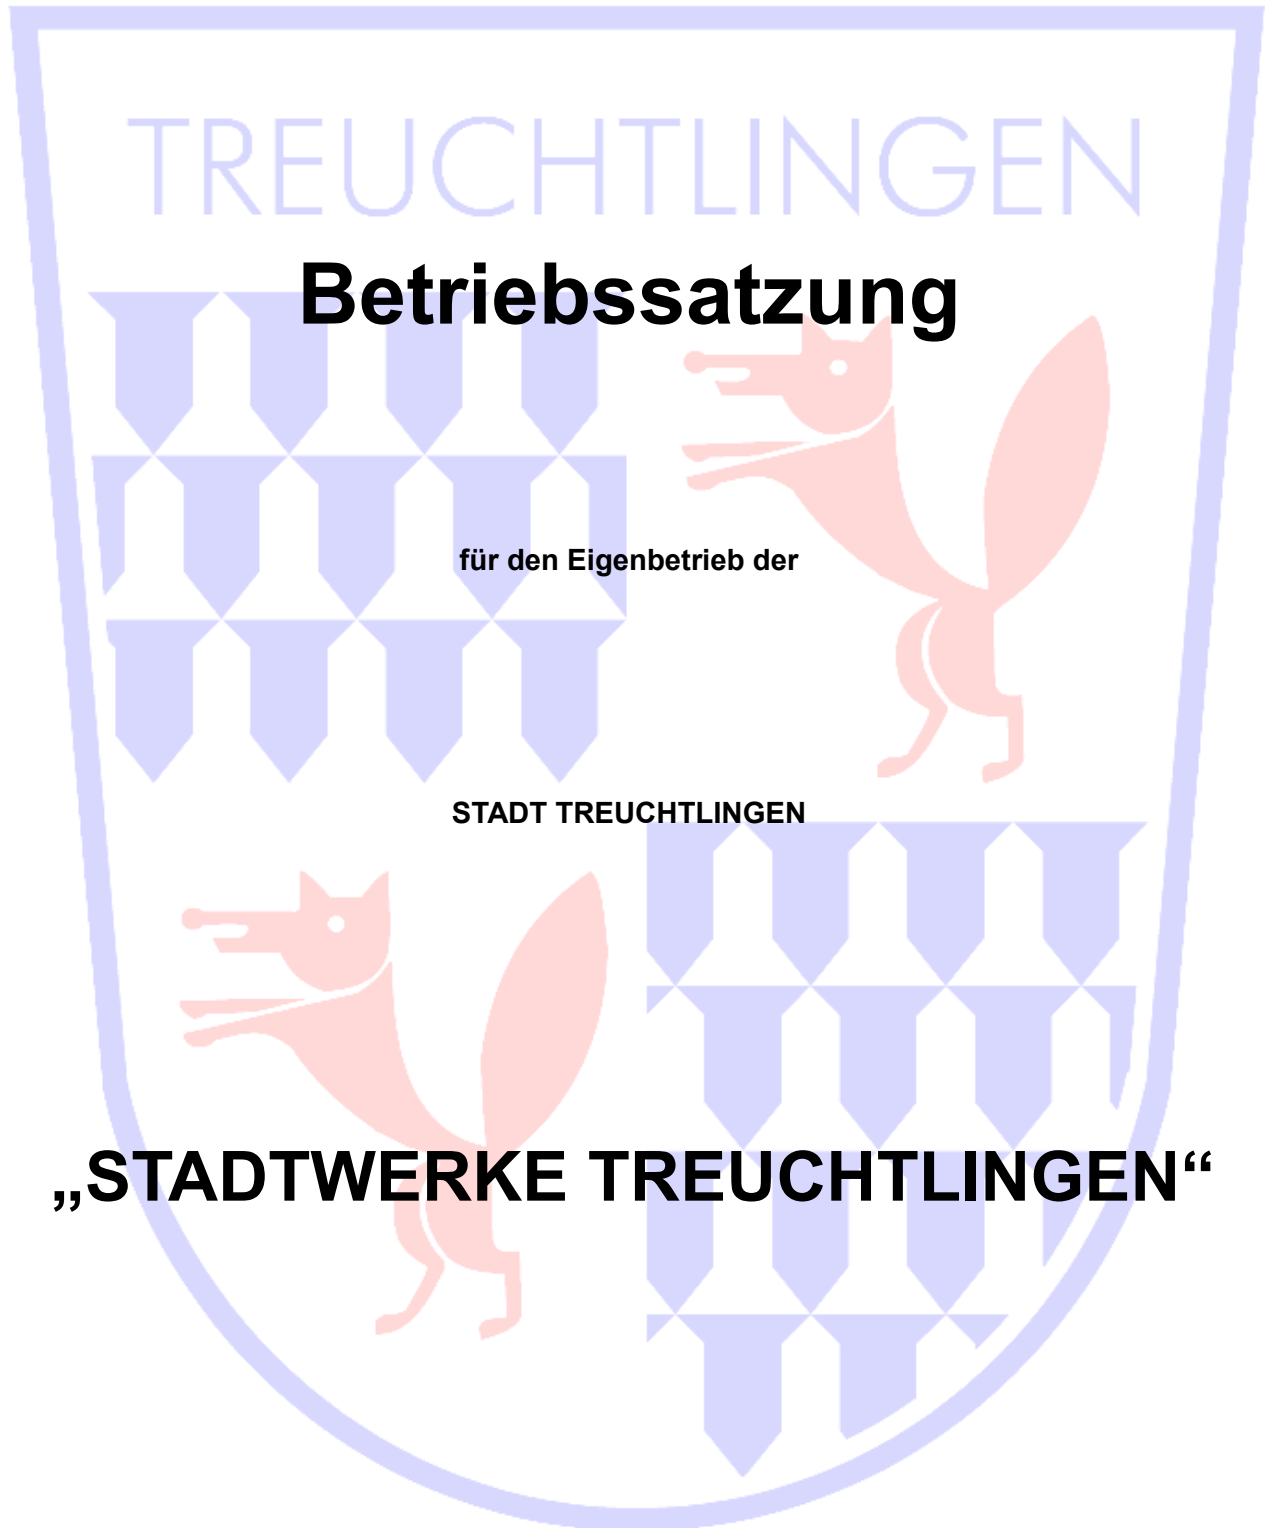 TREUCHTLINGEN
Betriebssatzung
für den Eigenbetrieb der
STADT TREUCHTLINGEN
„STADTWERKE TREUCHTLINGEN“